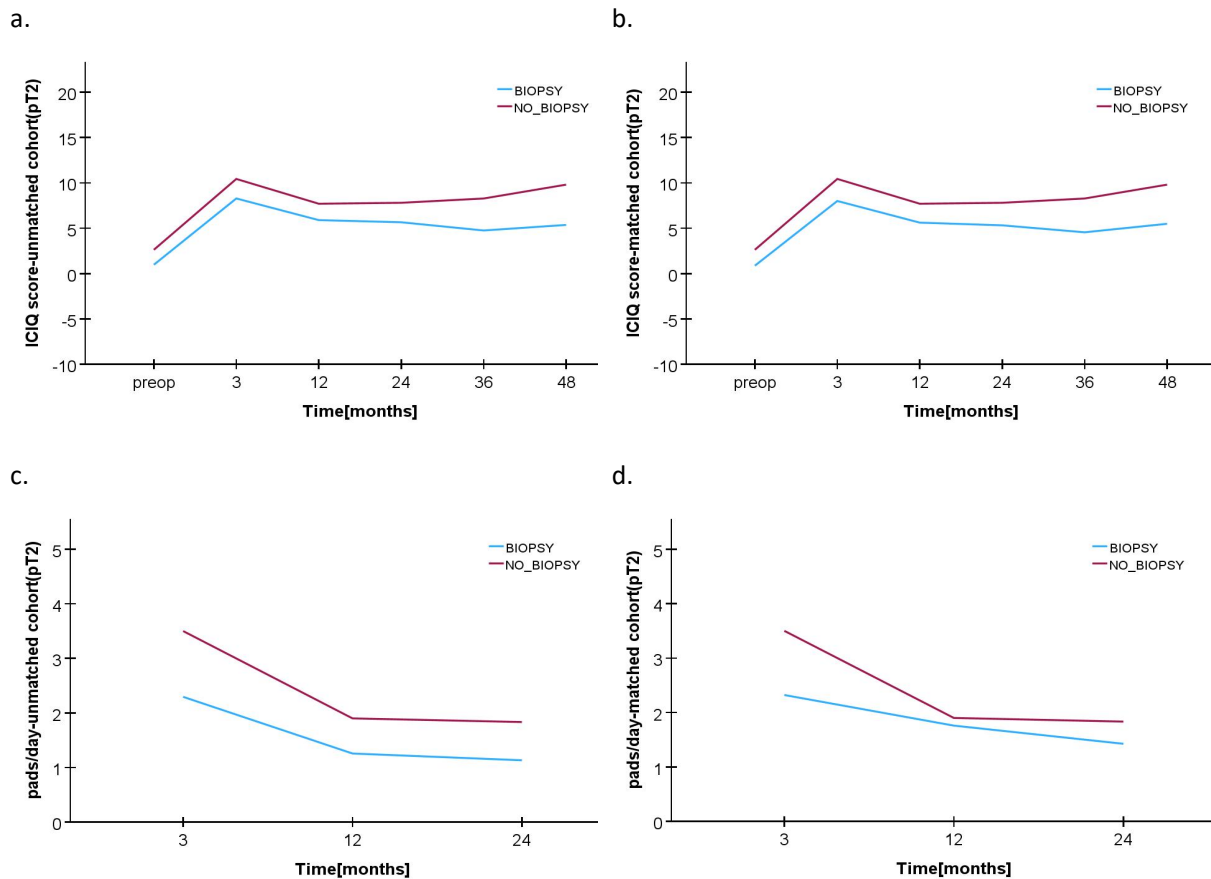 a.
ICIQ score-unmatched cohort(pT2)
20
15
10
5
0
-5
-10
BIOPSY
NO_BIOPSY
preop 3 12 24 36 48
Time[months]
b.
ICIQ score-matched cohort(pT2)
20
15
10
5
0
-5
-10
BIOPSY
NO_BIOPSY
preop 3 12 24 36 48
Time[months]
c.
pads/day-unmatched cohort(pT2)
5
4
3
2
1
0
BIOPSY
NO_BIOPSY
3 12 24
Time[months]
d.
pads/day-matched cohort(pT2)
5
4
3
2
1
0
BIOPSY
NO_BIOPSY
3 12 24
Time[months]